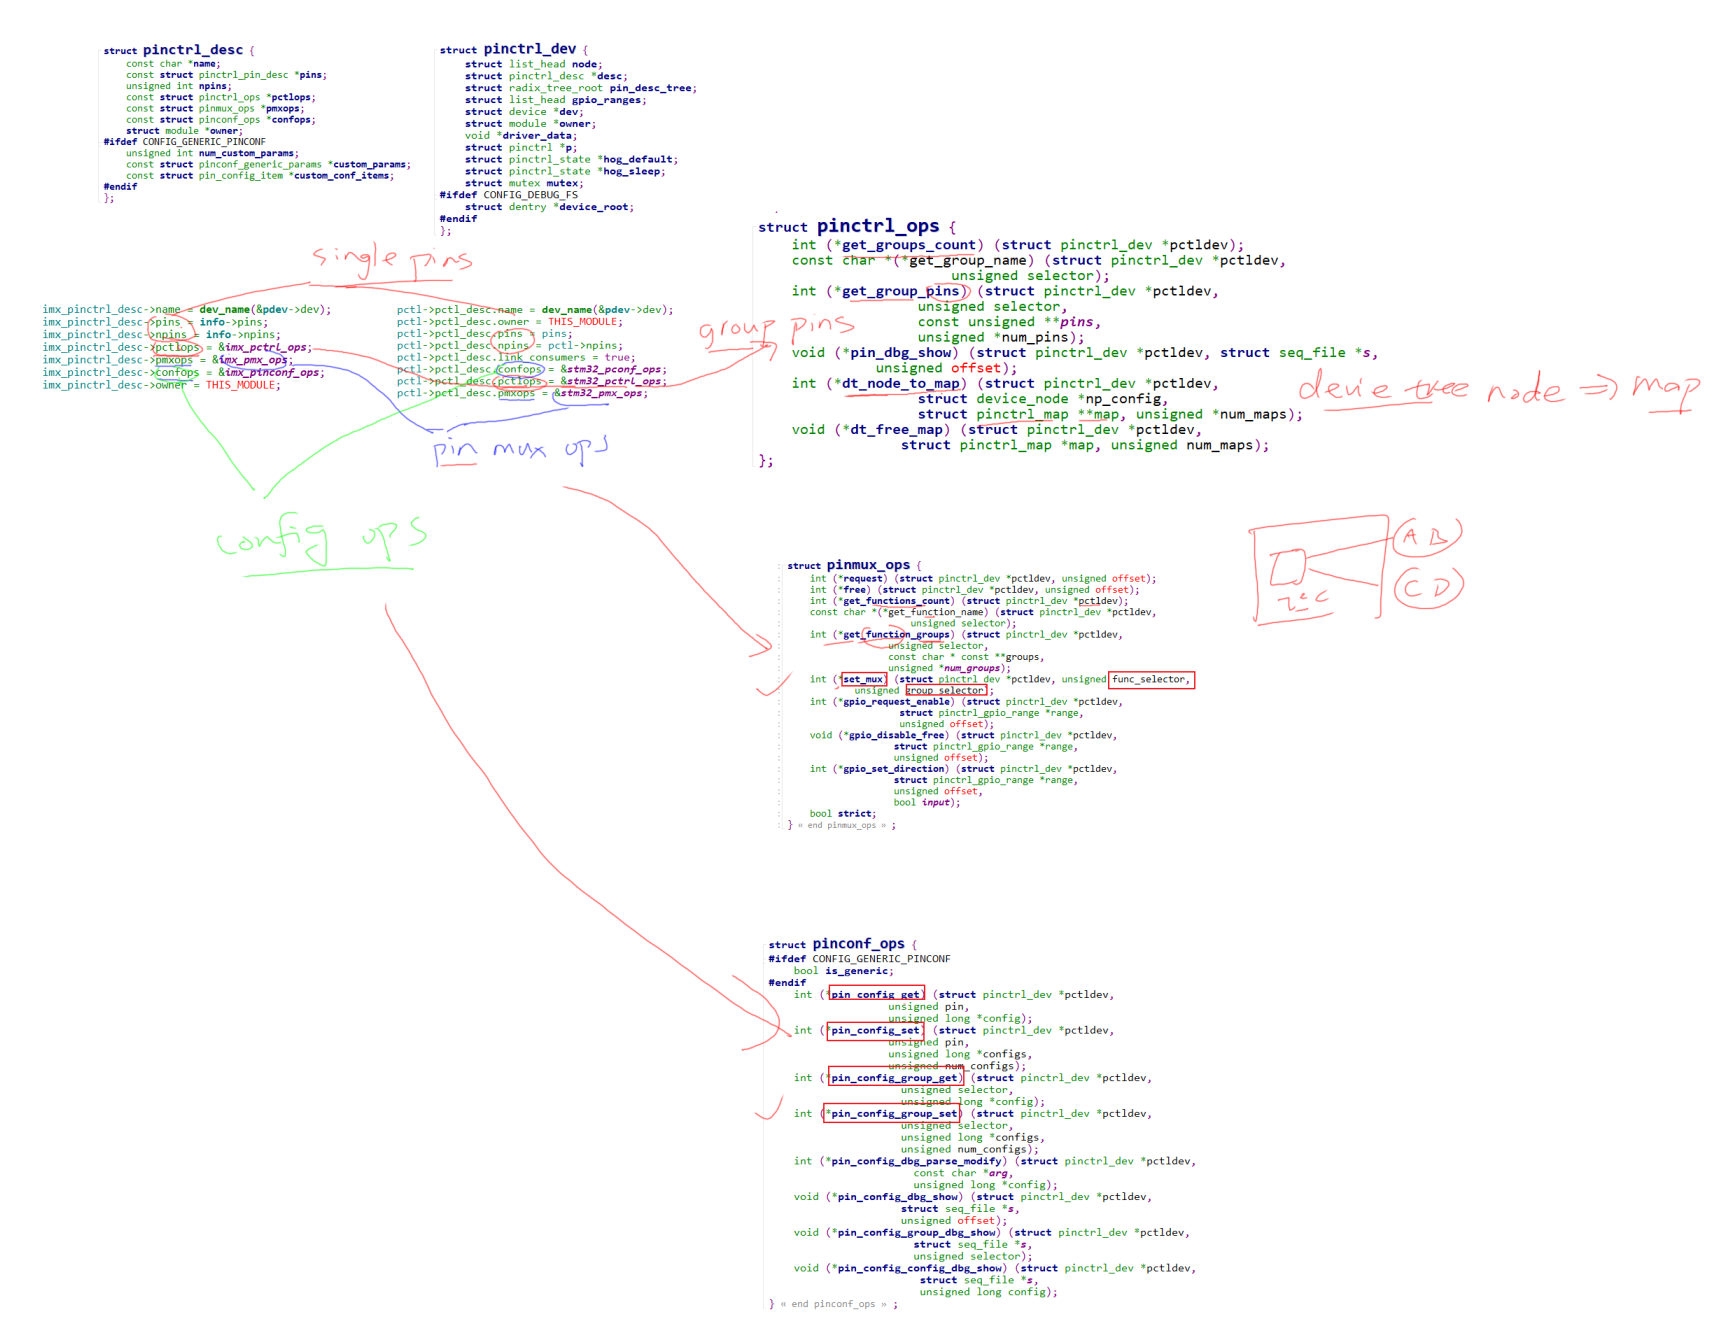 struct pinctrl_desc {
const char *name;
const struct pinctrl_pin_desc *pins;
unsigned int npins;
const struct pinctrl_ops *pctlops;
const struct pinmux_ops *pmxops;
const struct pinconf_ops *confops;
struct module *owner;
#ifdef CONFIG_GENERIC_PINCONF
unsigned int num_custom_params;
const struct pinconf_generic_params *custom_params;
const struct pin_config_item *custom_conf_items;
#endif
};
struct pinctrl_dev {
struct list_head node;
struct pinctrl_desc *desc;
struct radix_tree_root pin_desc_tree;
struct list_head gpio_ranges;
struct device *dev;
struct module *owner;
void *driver_data;
struct pinctrl *p;
struct pinctrl_state *hog_default;
struct pinctrl_state *hog_sleep;
struct mutex mutex;
#ifdef CONFIG_DEBUG_FS
struct dentry *device_root;
#endif
};
single pins
imx_pinctrl_desc->name = dev_name(&pdev->dev);
imx_pinctrl_desc->pins = info->pins;
imx_pinctrl_desc->npins = info->npins;
imx_pinctrl_desc->pctlops = &imx_pctrl_ops;
imx_pinctrl_desc->pmxops = &imx_pmx_ops;
imx_pinctrl_desc->confops = &imx_pinconf_ops;
imx_pinctrl_desc->owner = THIS_MODULE;
pctl->pctl_desc.name = dev_name(&pdev->dev);
pctl->pctl_desc.owner = THIS_MODULE;
pctl->pctl_desc.pins = pins;
pctl->pctl_desc.npins = pctl->npins;
pctl->pctl_desc.link_consumers = true;
pctl->pctl_desc.confops = &stm32_pconf_ops;
pctl->pctl_desc.pctlops = &stm32_pctrl_ops;
pctl->pctl_desc.pmxops = &stm32_pmx_ops;
group pins
pin mux ops
config ops
struct pinctrl_ops {
int (*get_groups_count) (struct pinctrl_dev *pctldev);
const char *(*get_group_name) (struct pinctrl_dev *pctldev,
unsigned selector);
int (*get_group_pins) (struct pinctrl_dev *pctldev,
unsigned selector,
const unsigned **pins,
unsigned *num_pins);
void (*pin_dbg_show) (struct pinctrl_dev *pctldev, struct seq_file *s,
unsigned offset);
int (*dt_node_to_map) (struct pinctrl_dev *pctldev,
struct device_node *np_config,
struct pinctrl_map **map, unsigned *num_maps);
void (*dt_free_map) (struct pinctrl_dev *pctldev,
struct pinctrl_map *map, unsigned num_maps);
};
devie tree node => map
A B
C D
I²C
struct pinmux_ops {
int (*request) (struct pinctrl_dev *pctldev, unsigned offset);
int (*free) (struct pinctrl_dev *pctldev, unsigned offset);
int (*get_functions_count) (struct pinctrl_dev *pctldev);
const char *(*get_function_name) (struct pinctrl_dev *pctldev,
unsigned selector);
int (*get_function_groups) (struct pinctrl_dev *pctldev,
unsigned selector,
const char * const **groups,
unsigned *num_groups);
int (*set_mux) (struct pinctrl_dev *pctldev, unsigned func_selector,
unsigned group_selector);
int (*gpio_request_enable) (struct pinctrl_dev *pctldev,
struct pinctrl_gpio_range *range,
unsigned offset);
void (*gpio_disable_free) (struct pinctrl_dev *pctldev,
struct pinctrl_gpio_range *range,
unsigned offset);
int (*gpio_set_direction) (struct pinctrl_dev *pctldev,
struct pinctrl_gpio_range *range,
unsigned offset,
bool input);
bool strict;
} « end pinmux_ops » ;
struct pinconf_ops {
#ifdef CONFIG_GENERIC_PINCONF
bool is_generic;
#endif
int (*pin_config_get) (struct pinctrl_dev *pctldev,
unsigned pin,
unsigned long *config);
int (*pin_config_set) (struct pinctrl_dev *pctldev,
unsigned pin,
unsigned long *configs,
unsigned num_configs);
int (*pin_config_group_get) (struct pinctrl_dev *pctldev,
unsigned selector,
unsigned long *config);
int (*pin_config_group_set) (struct pinctrl_dev *pctldev,
unsigned selector,
unsigned long *configs,
unsigned num_configs);
int (*pin_config_dbg_parse_modify) (struct pinctrl_dev *pctldev,
const char *arg,
unsigned long *config);
void (*pin_config_dbg_show) (struct pinctrl_dev *pctldev,
struct seq_file *s,
unsigned offset);
void (*pin_config_group_dbg_show) (struct pinctrl_dev *pctldev,
struct seq_file *s,
unsigned selector);
void (*pin_config_config_dbg_show) (struct pinctrl_dev *pctldev,
struct seq_file *s,
unsigned long config);
} « end pinconf_ops » ;